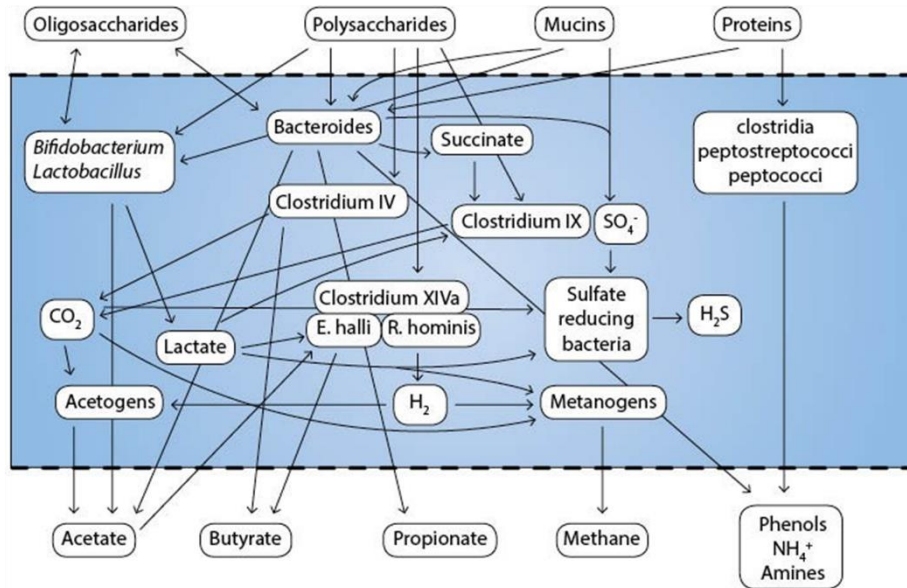 Oligosaccharides
Polysaccharides
Mucins
Proteins
Bacteroides
Bifidobacterium
Lactobacillus
Succinate
clostridia
peptostreptococci
peptococci
Clostridium IV
Clostridium IX
SO₄⁻
CO₂
Clostridium XIVa
E. halli
R. hominis
Sulfate
reducing
bacteria
H₂S
Lactate
Acetogens
H₂
Metanogens
Acetate
Butyrate
Propionate
Methane
Phenols
NH₄⁺
Amines